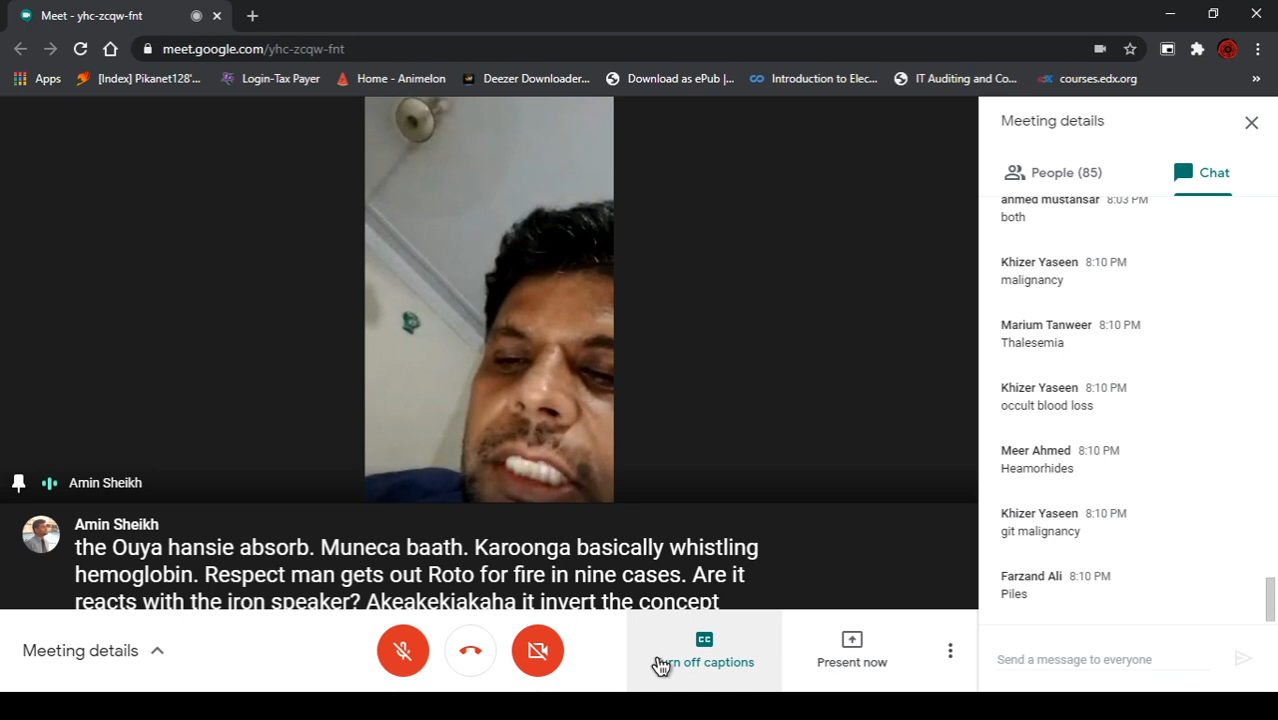 Meet - yhc-zcqw-fnt
meet.google.com/yhc-zcqw-fnt
Apps
[Index] Pikanet128'...
Login-Tax Payer
Home - Animelon
Deezer Downloader...
Download as ePub |...
Introduction to Elec...
IT Auditing and Co...
courses.edx.org
»
Meeting details
People (85)
Chat
ahmed mustansar 8:03 PM
both
Khizer Yaseen 8:10 PM
malignancy
Marium Tanweer 8:10 PM
Thalesemia
Khizer Yaseen 8:10 PM
occult blood loss
Meer Ahmed 8:10 PM
Heamorhides
Khizer Yaseen 8:10 PM
git malignancy
Farzand Ali 8:10 PM
Piles
Send a message to everyone
Amin Sheikh
Amin Sheikh
the Ouya hansie absorb. Muneca baath. Karoonga basically whistling
hemoglobin. Respect man gets out Roto for fire in nine cases. Are it
reacts with the iron speaker? Akeakekiakaha it invert the concept
Meeting details
CC
off captions
Present now